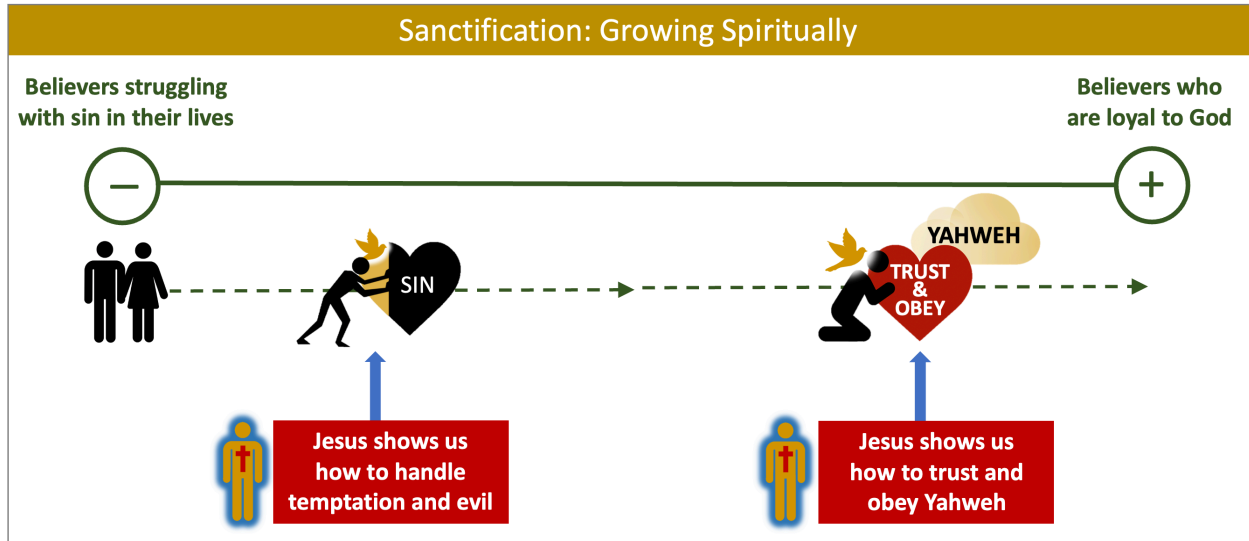 Sanctification: Growing Spiritually
Believers struggling
with sin in their lives
Believers who
are loyal to God
−
+
YAHWEH
SIN
TRUST
&
OBEY
Jesus shows us
how to handle
temptation and evil
Jesus shows us
how to trust and
obey Yahweh